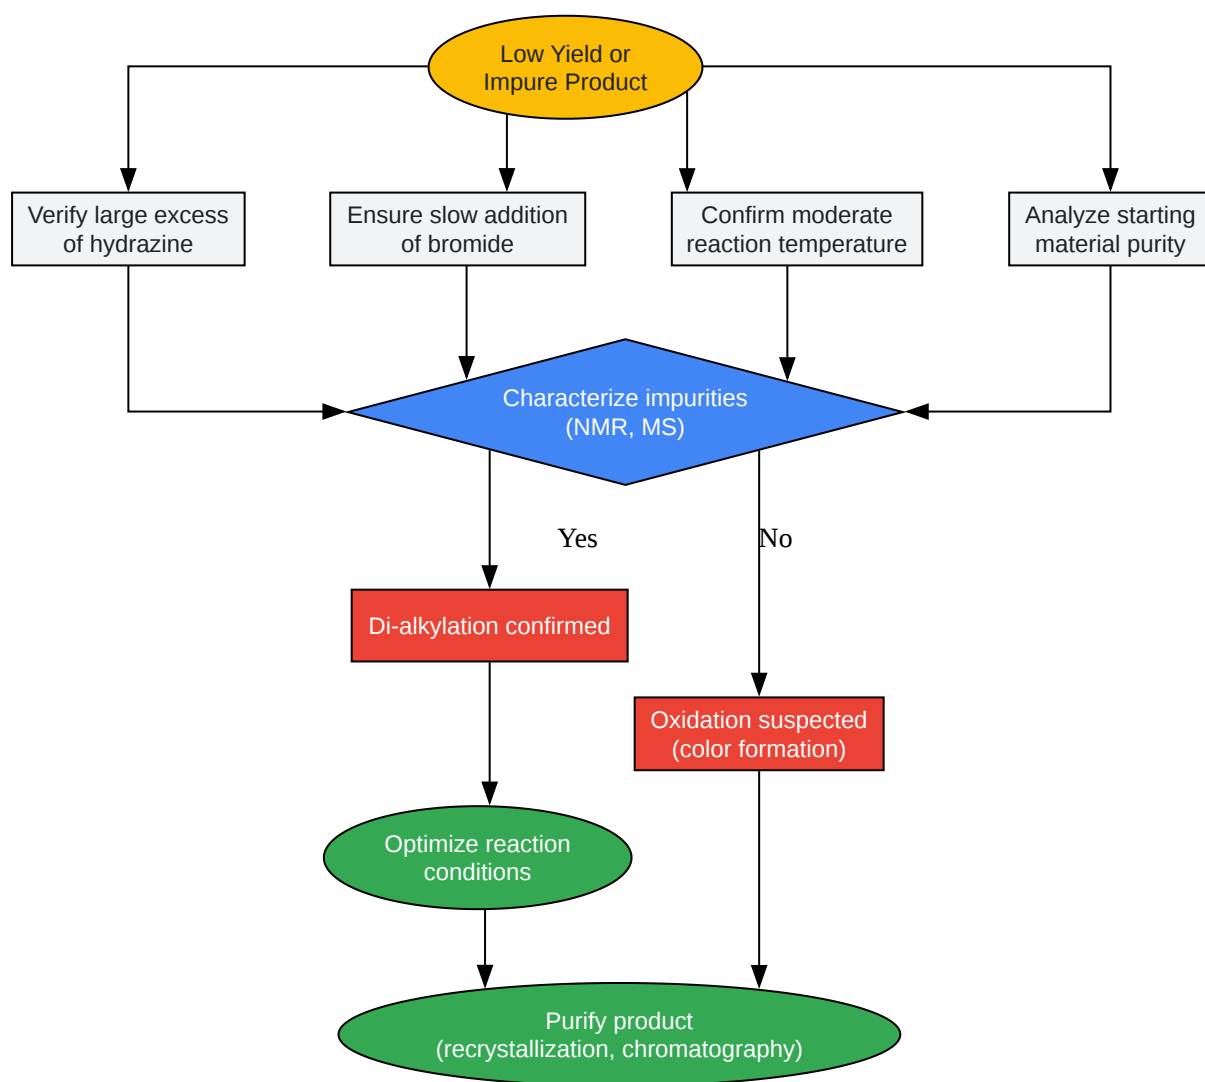 Low Yield or
Impure Product
Verify large excess
of hydrazine
Ensure slow addition
of bromide
Confirm moderate
reaction temperature
Analyze starting
material purity
Characterize impurities
(NMR, MS)
Yes
No
Di-alkylation confirmed
Oxidation suspected
(color formation)
Optimize reaction
conditions
Purify product
(recrystallization, chromatography)